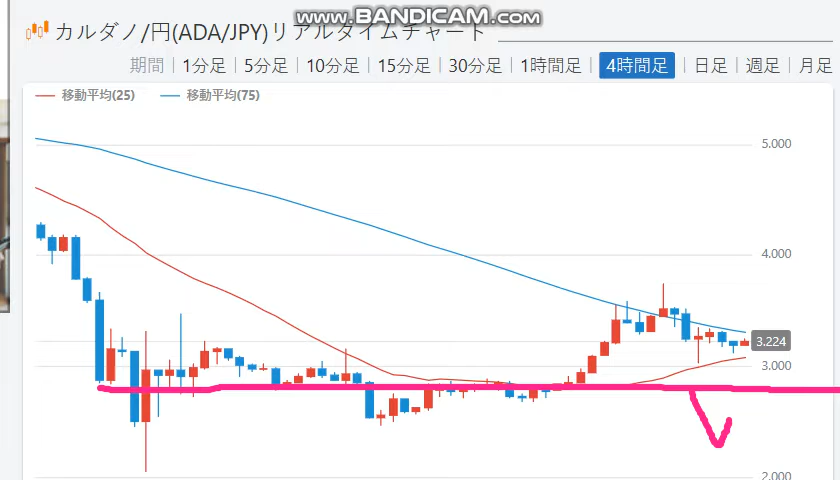 www.BANDICAM.com
カルダノ/円(ADA/JPY)リアルタイムチャート
期間 1分足 5分足 10分足 15分足 30分足 1時間足 4時間足 日足 週足 月足
移動平均(25) 移動平均(75)
5.000
4.000
3.224
3.000
2.000